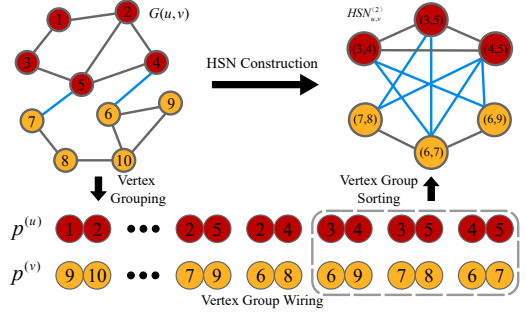 G(u,v)
HSN_{u,v}^{(2)}
1 2
3 5 4
7 6 9
8 10
HSN Construction
(3,5)
(3,4) (4,5)
(7,8) (6,9)
(6,7)
Vertex
Grouping
Vertex Group
Sorting
p^{(u)} 1 2 ••• 2 5 2 4 3 4 3 5 4 5
p^{(v)} 9 10 ••• 7 9 6 8 6 9 7 8 6 7
Vertex Group Wiring